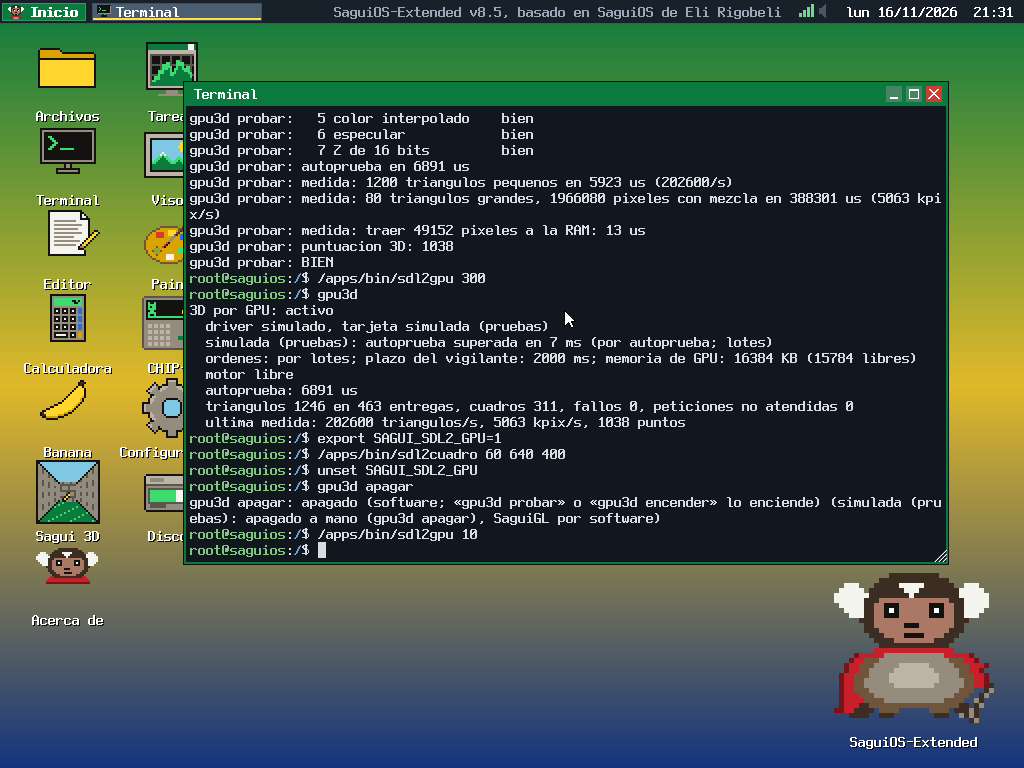 Inicio
Terminal
SaguiOS-Extended v8.5, basado en SaguiOS de Eli Rigobeli
lun 16/11/2026 21:31
Archivos
Terminal
Editor
Calculadora
Banana
Sagui 3D
Acerca de
Tarea
Viso
Pain
CHIP-
Configur
Disc
Terminal
gpu3d probar:   5 color interpolado    bien
gpu3d probar:   6 especular            bien
gpu3d probar:   7 Z de 16 bits         bien
gpu3d probar: autoprueba en 6891 us
gpu3d probar: medida: 1200 triangulos pequenos en 5923 us (202600/s)
gpu3d probar: medida: 80 triangulos grandes, 1966080 pixeles con mezcla en 388301 us (5063 kpi
x/s)
gpu3d probar: medida: traer 49152 pixeles a la RAM: 13 us
gpu3d probar: puntuacion 3D: 1038
gpu3d probar: BIEN
root@saguios:/$ /apps/bin/sdl2gpu 300
root@saguios:/$ gpu3d
3D por GPU: activo
  driver simulado, tarjeta simulada (pruebas)
  simulada (pruebas): autoprueba superada en 7 ms (por autoprueba; lotes)
  ordenes: por lotes; plazo del vigilante: 2000 ms; memoria de GPU: 16384 KB (15784 libres)
  motor libre
  autoprueba: 6891 us
  triangulos 1246 en 463 entregas, cuadros 311, fallos 0, peticiones no atendidas 0
  ultima medida: 202600 triangulos/s, 5063 kpix/s, 1038 puntos
root@saguios:/$ export SAGUI_SDL2_GPU=1
root@saguios:/$ /apps/bin/sdl2cuadro 60 640 400
root@saguios:/$ unset SAGUI_SDL2_GPU
root@saguios:/$ gpu3d apagar
gpu3d apagar: apagado (software; «gpu3d probar» o «gpu3d encender» lo enciende) (simulada (pru
ebas): apagado a mano (gpu3d apagar), SaguiGL por software)
root@saguios:/$ /apps/bin/sdl2gpu 10
root@saguios:/$
SaguiOS-Extended